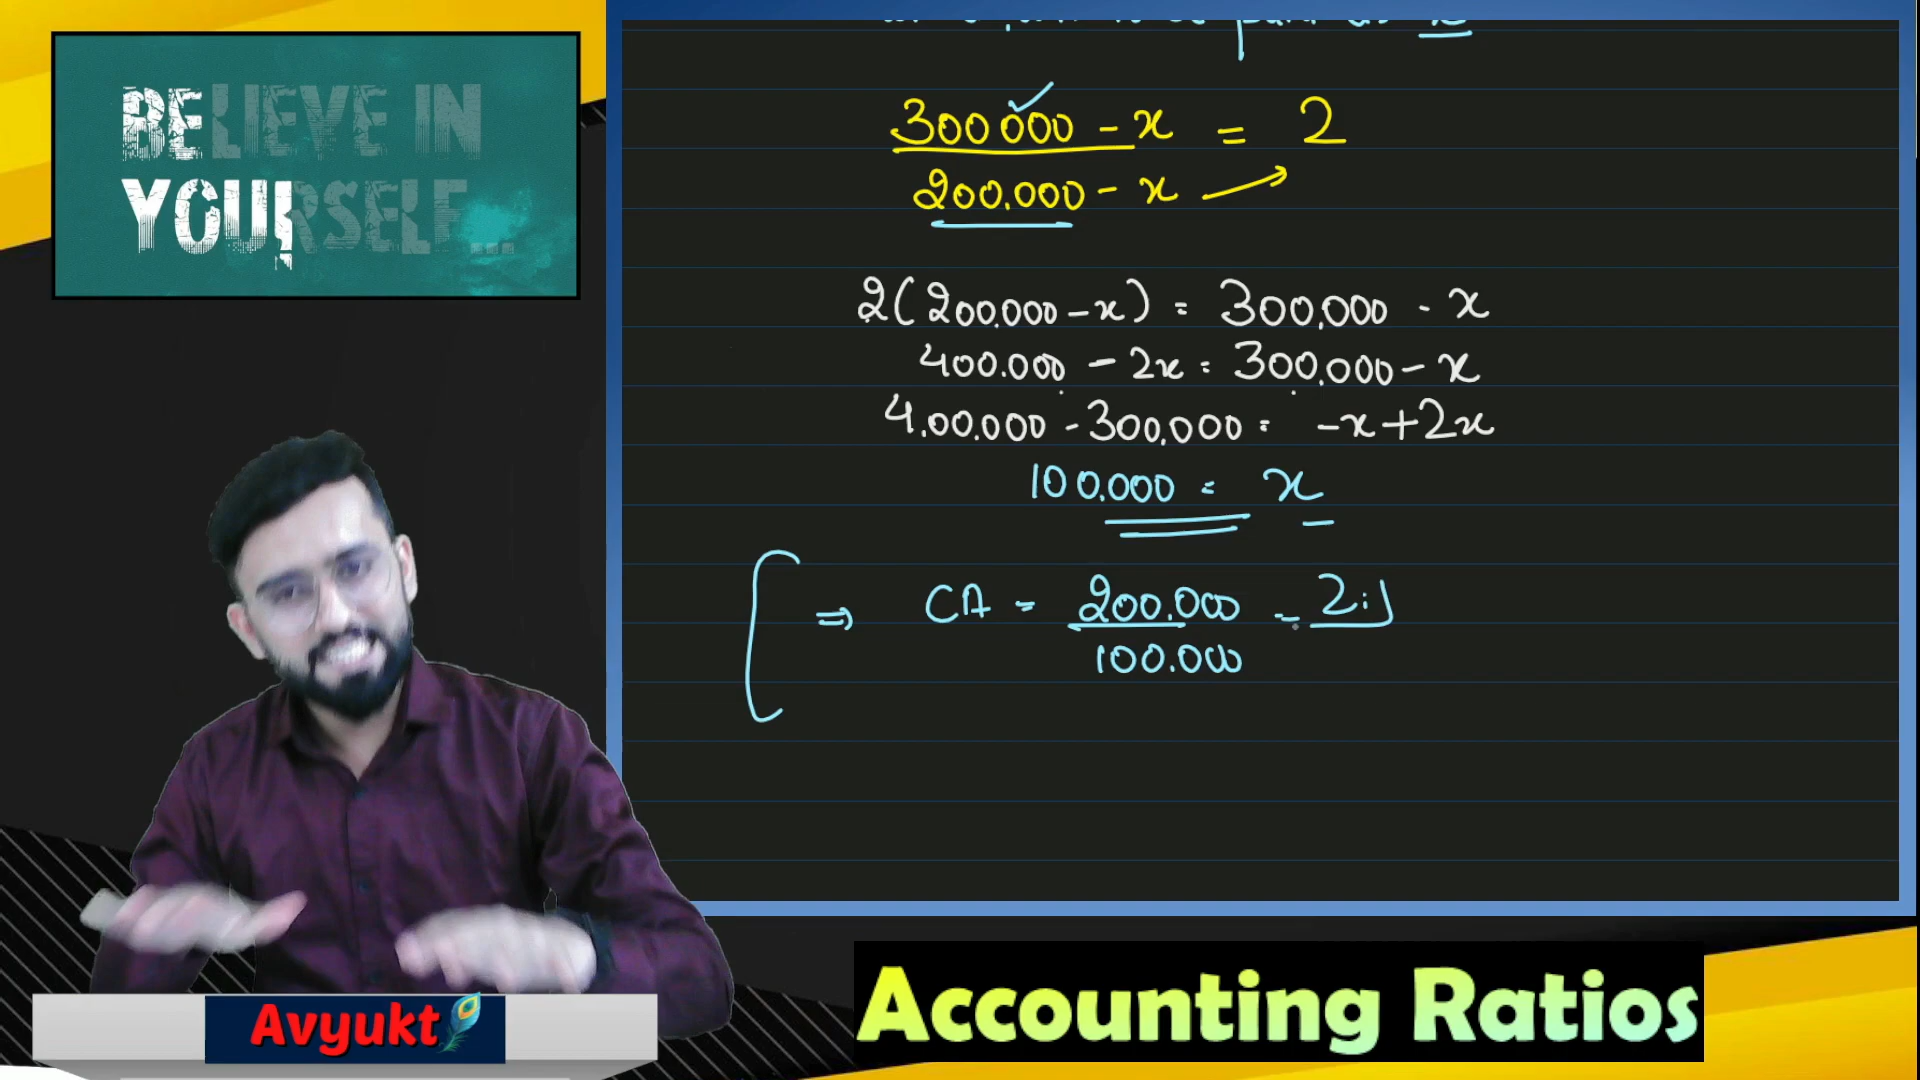 BELIEVE IN
YOURSELF...
300000 - x = 2
200.000 - x
2(200.000 - x) = 300,000 - x
400.000 - 2x = 300,000 - x
4.00.000 - 300,000 = -x + 2x
100.000 = x
⇒ CA = 200.000 = 2:1
100.000
Avyukt
Accounting Ratios